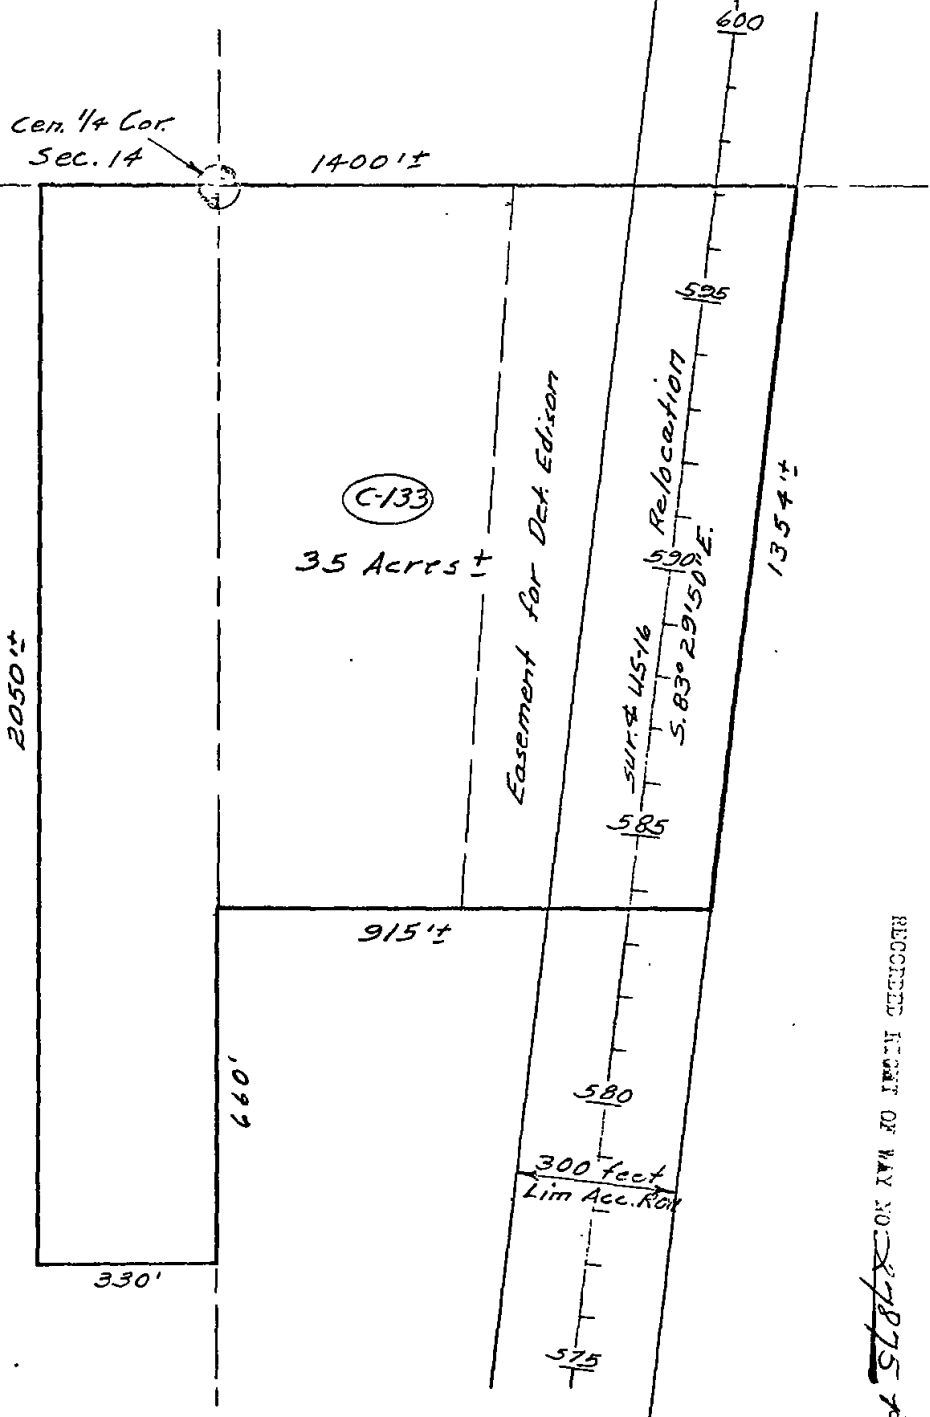 600
Cen. 1/4 Cor.
Sec. 14
1400'±
595
Relocation
Easement for Det. Edison
C-133
35 Acres ±
1354'±
590
S. 83° 29' 50" E.
Sur. ℄ US-16
2050'±
585
915'±
660'
580
300 feet
Lim Acc. Row
330'
575
RECORDED RIGHT OF WAY NO.